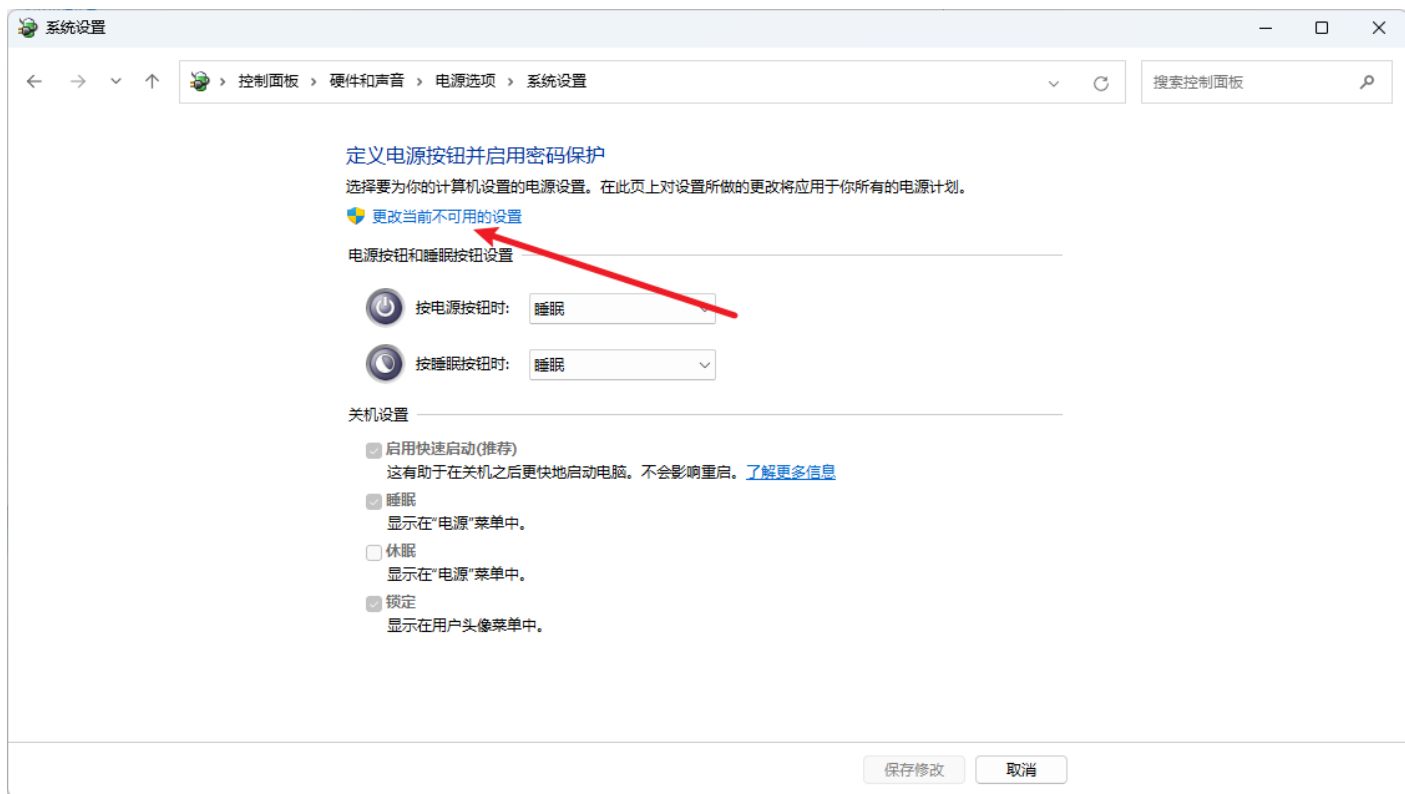 系统设置
控制面板 › 硬件和声音 › 电源选项 › 系统设置
搜索控制面板
定义电源按钮并启用密码保护
选择要为你的计算机设置的电源设置。在此页上对设置所做的更改将应用于你所有的电源计划。
更改当前不可用的设置
电源按钮和睡眠按钮设置
按电源按钮时: 睡眠
按睡眠按钮时: 睡眠
关机设置
启用快速启动(推荐)
这有助于在关机之后更快地启动电脑。不会影响重启。了解更多信息
睡眠
显示在"电源"菜单中。
休眠
显示在"电源"菜单中。
锁定
显示在用户头像菜单中。
保存修改 取消